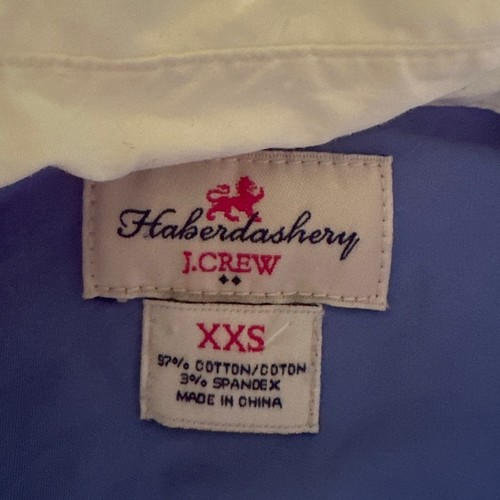 Haberdashery
J.CREW
XXS
97% COTTON/COTON
3% SPANDEX
MADE IN CHINA